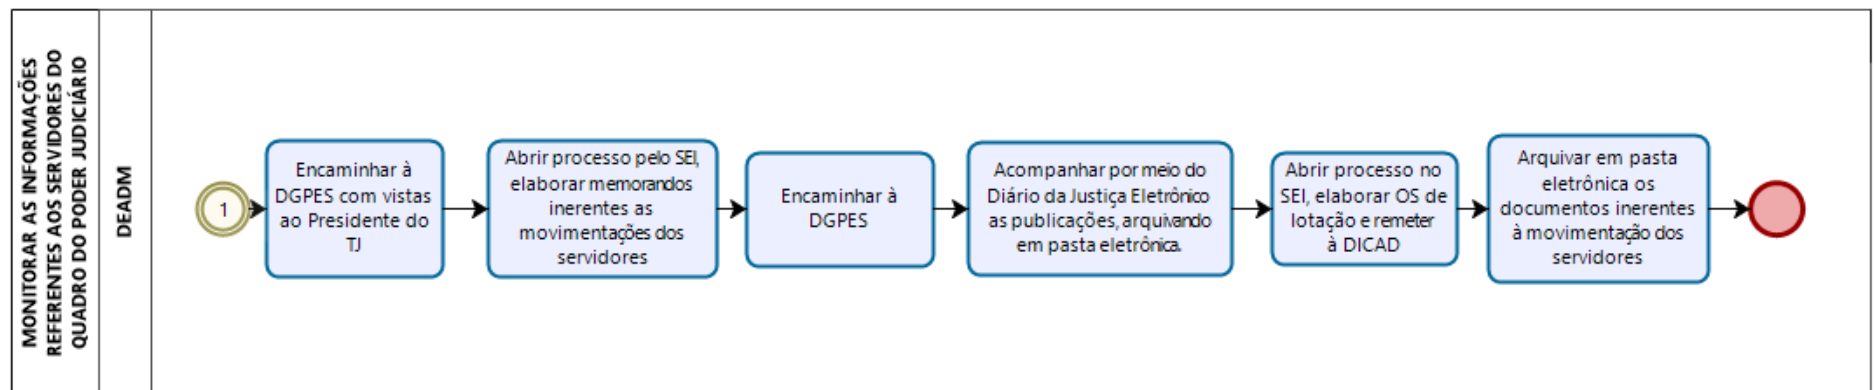 MONITORAR AS INFORMAÇÕES
REFERENTES AOS SERVIDORES DO
QUADRO DO PODER JUDICIÁRIO
DEADM
1
Encaminhar à
DGPES com vistas
ao Presidente do
TJ
Abrir processo pelo SEI,
elaborar memorandos
inerentes as
movimentações dos
servidores
Encaminhar à
DGPES
Acompanhar por meio do
Diário da Justiça Eletrônico
as publicações, arquivando
em pasta eletrônica.
Abrir processo no
SEI, elaborar OS de
lotação e remeter
à DICAD
Arquivar em pasta
eletrônica os
documentos inerentes
à movimentação dos
servidores